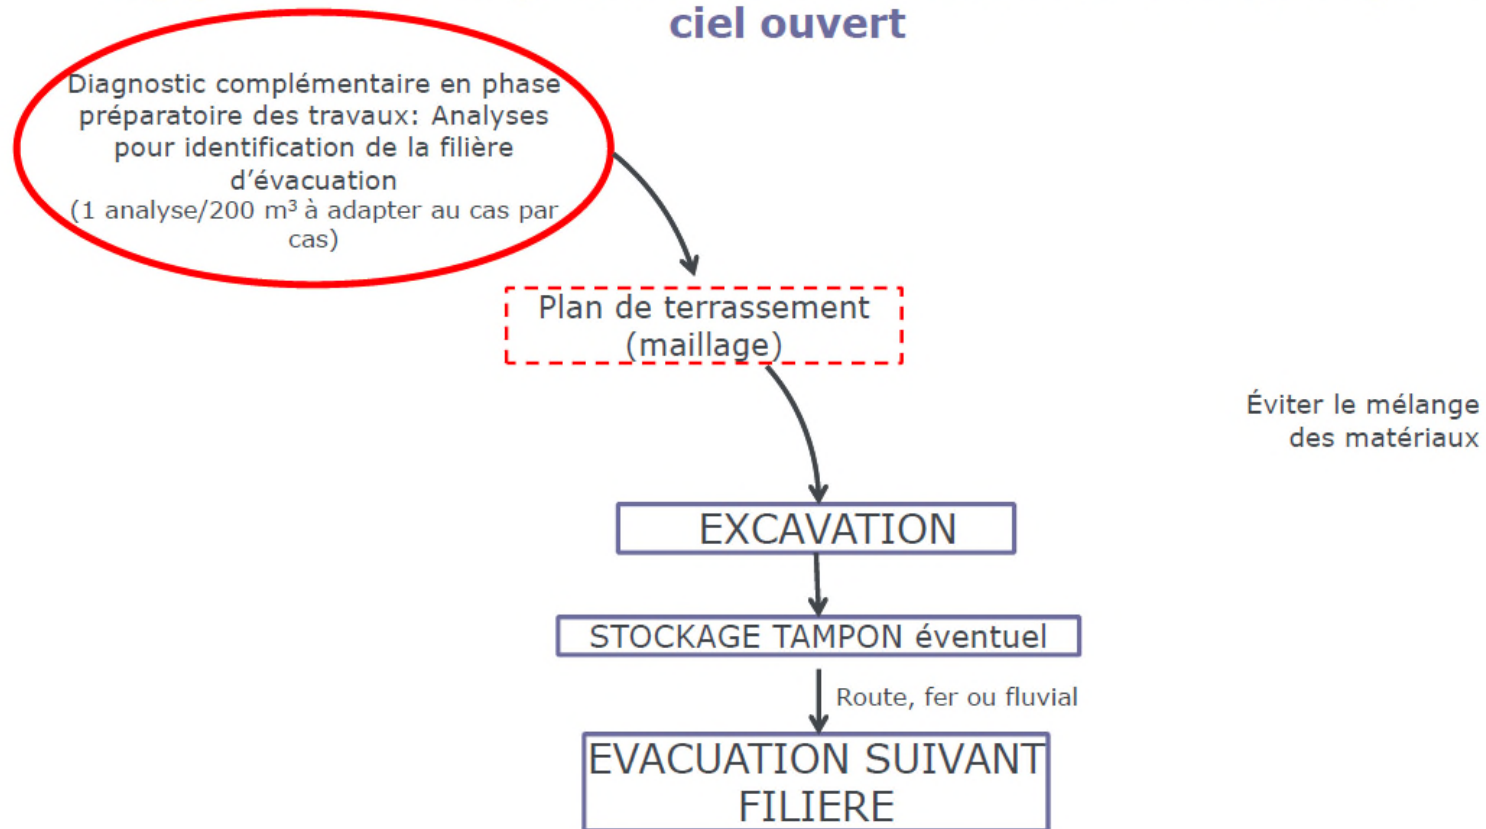 ciel ouvert
Diagnostic complémentaire en phase
préparatoire des travaux: Analyses
pour identification de la filière
d’évacuation
(1 analyse/200 m³ à adapter au cas par
cas)
Plan de terrassement
(maillage)
Éviter le mélange
des matériaux
EXCAVATION
STOCKAGE TAMPON éventuel
Route, fer ou fluvial
EVACUATION SUIVANT
FILIERE